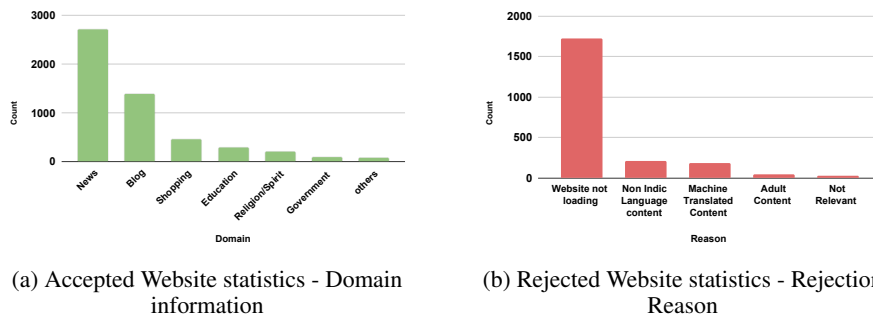 3000
2000
1000
0
Count
News
Blog
Shopping
Education
Religion/Spirit
Government
others
Domain
(a) Accepted Website statistics - Domain
information
2000
1500
1000
500
0
Count
Website not
loading
Non Indic
Language
content
Machine
Translated
Content
Adult
Content
Not
Relevant
Reason
(b) Rejected Website statistics - Rejection
Reason